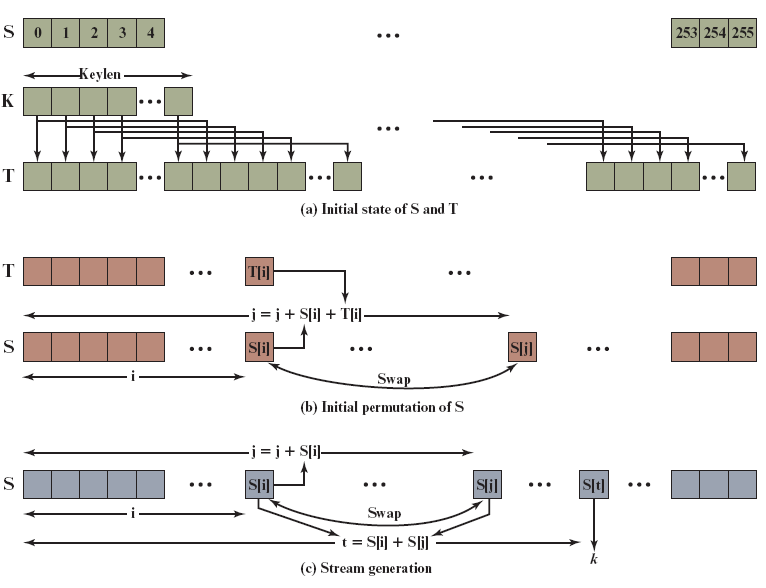 S 0 1 2 3 4 ... 253 254 255
Keylen
K ...
...
T ... ... ... ...
(a) Initial state of S and T
T ... T[i] ...
j = j + S[i] + T[i]
S ... S[i] ... S[j] ...
i
Swap
(b) Initial permutation of S
j = j + S[i]
S ... S[i] ... S[j] ... S[t] ...
i
Swap
t = S[i] + S[j]
k
(c) Stream generation